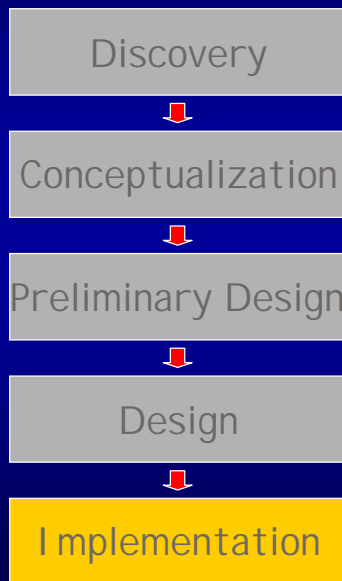 Discovery
Conceptualization
Preliminary Design
Design
Implementation